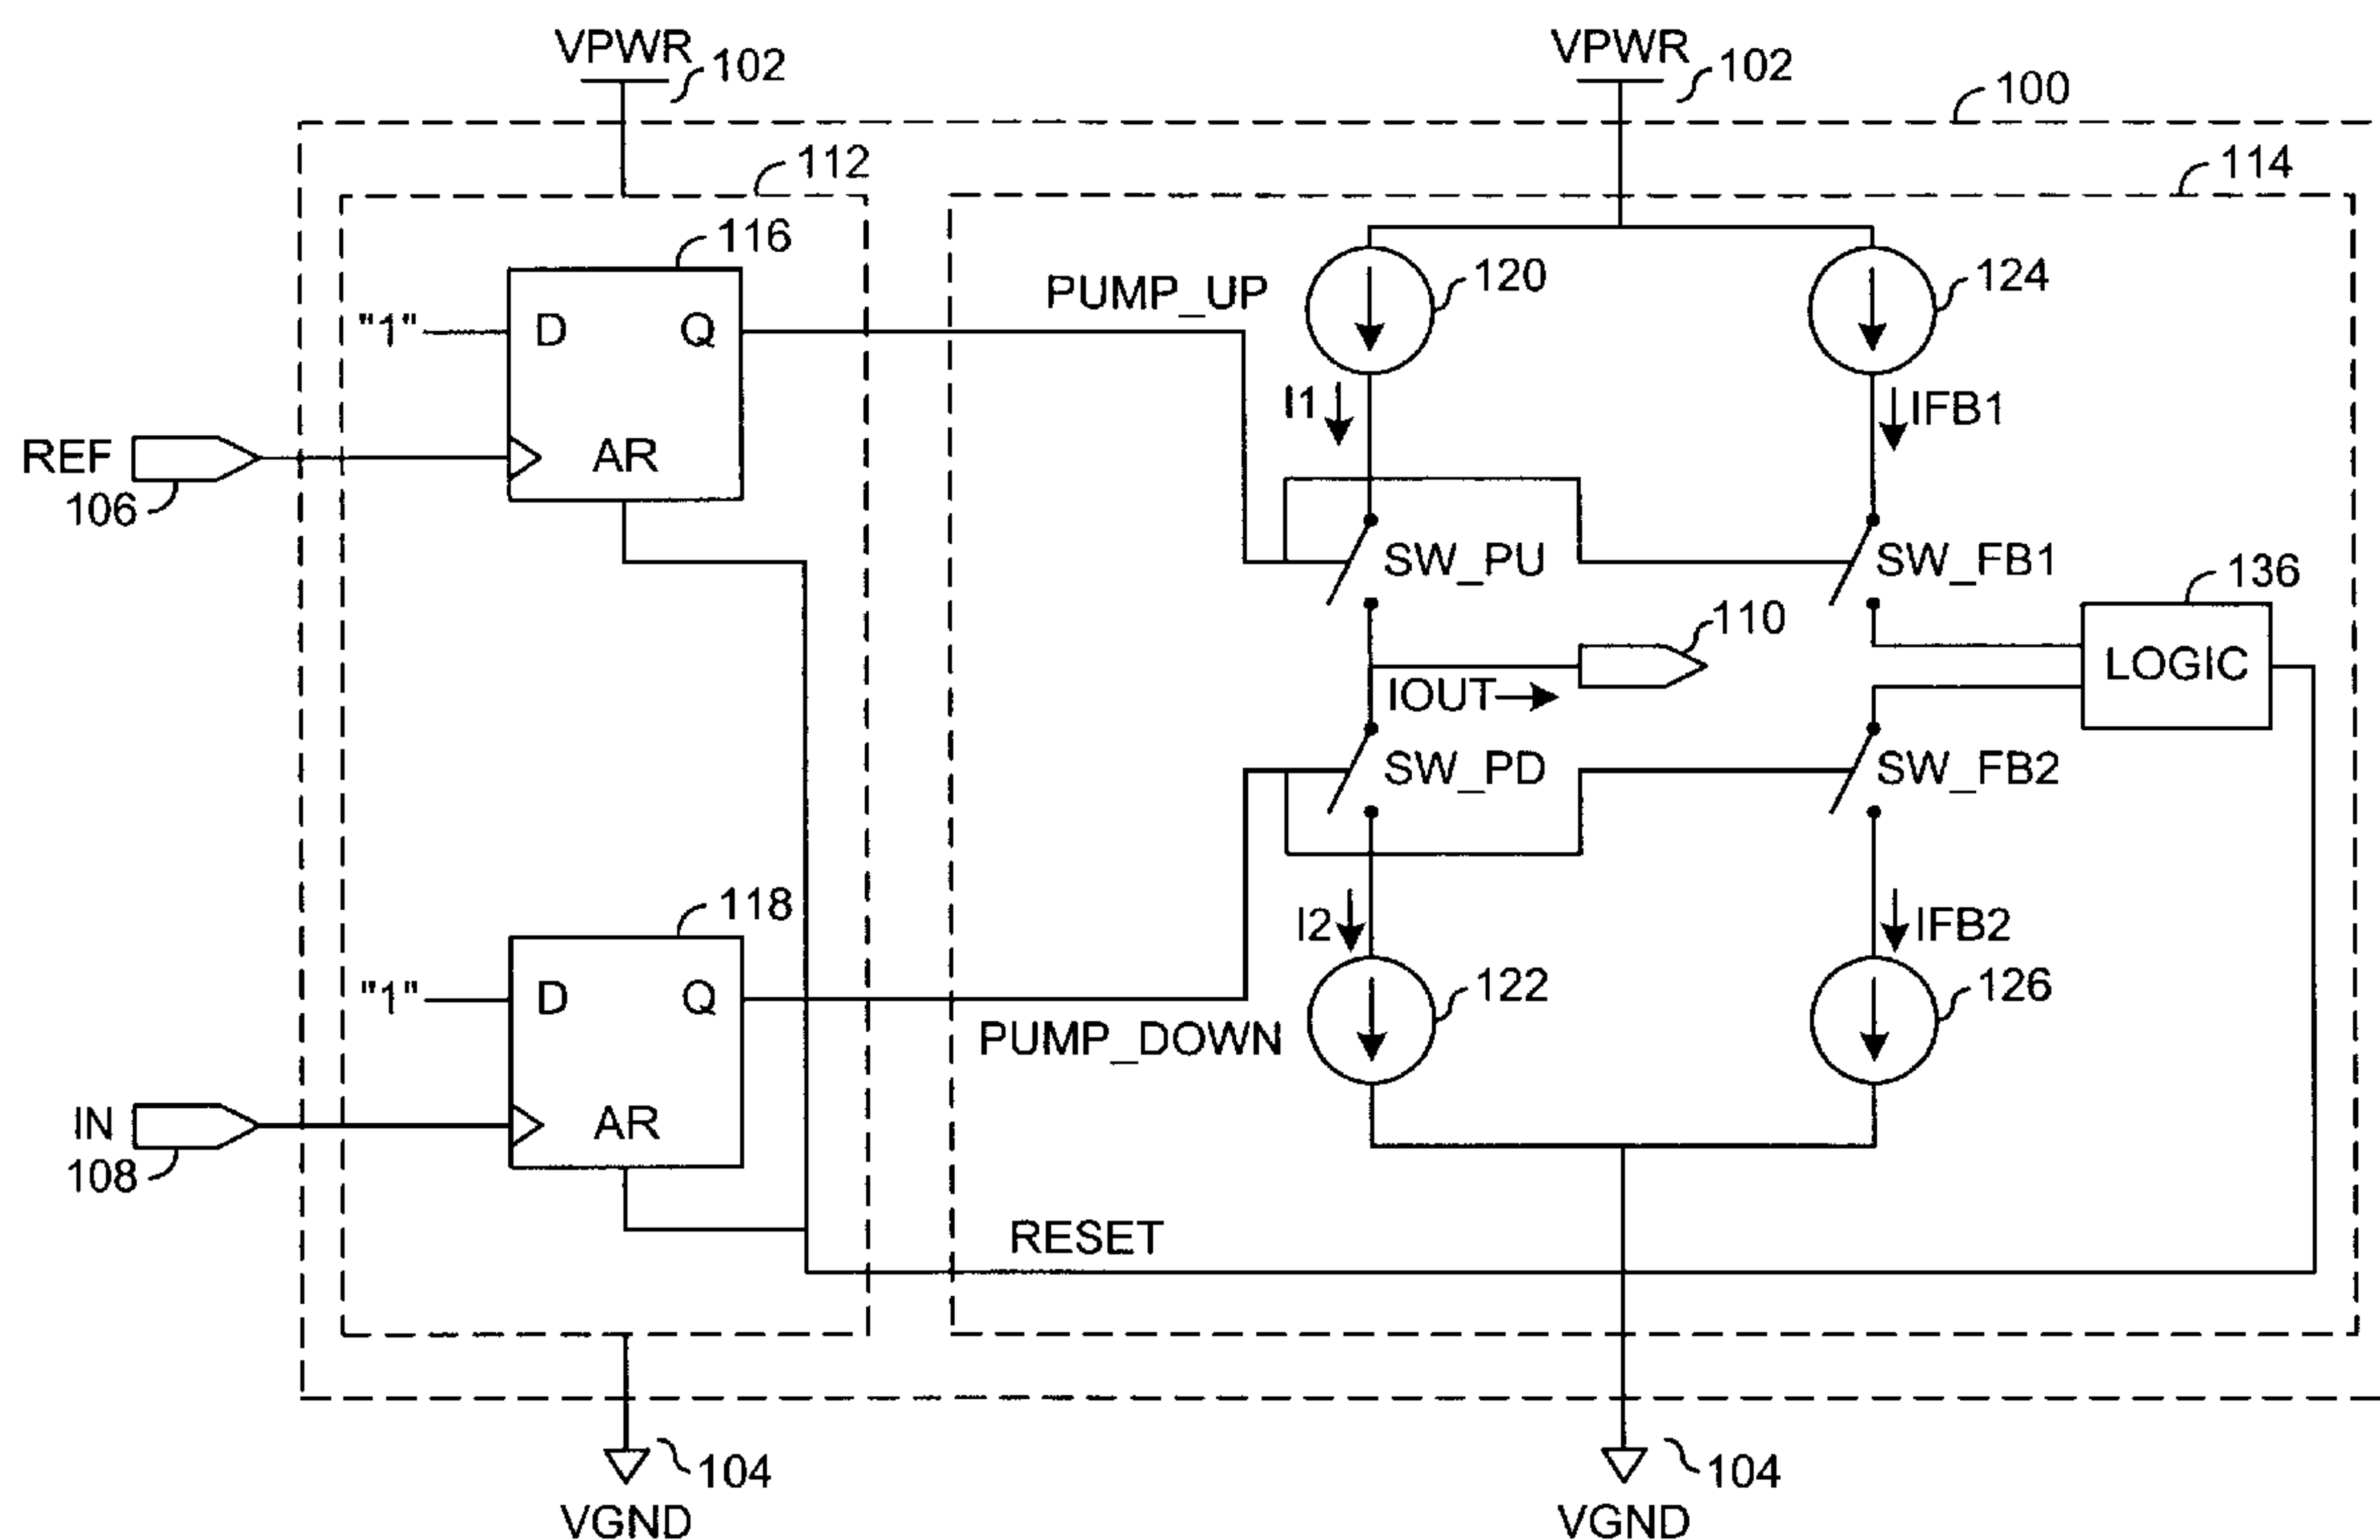 VPWR
102
VPWR
102
100
112
114
116
"1"
D
Q
AR
REF
106
PUMP_UP
120
124
I1
IFB1
SW_PU
SW_FB1
136
LOGIC
110
IOUT
SW_PD
SW_FB2
118
"1"
D
Q
AR
IN
108
PUMP_DOWN
I2
IFB2
122
126
RESET
104
VGND
104
VGND